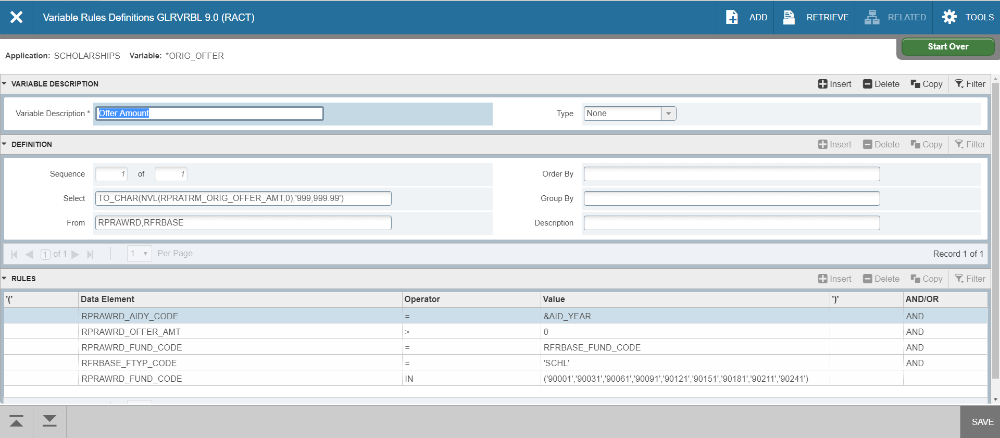 Variable Rules Definitions GLRVRBL 9.0 (RACT) ADD RETRIEVE RELATED TOOLS
Start Over
Application: SCHOLARSHIPS Variable: *ORIG_OFFER
VARIABLE DESCRIPTION Insert Delete Copy Filter
Variable Description * Offer Amount Type None
DEFINITION Insert Delete Copy Filter
Sequence 1 of 1 Order By
Select TO_CHAR(NVL(RPRATRM_ORIG_OFFER_AMT,0),'999,999.99') Group By
From RPRAWRD,RFRBASE Description
1 of 1 1 Per Page Record 1 of 1
RULES Insert Delete Copy Filter
'(' Data Element Operator Value ')' AND/OR
RPRAWRD_AIDY_CODE = &AID_YEAR AND
RPRAWRD_OFFER_AMT > 0 AND
RPRAWRD_FUND_CODE = RFRBASE_FUND_CODE AND
RFRBASE_FTYP_CODE = 'SCHL' AND
RPRAWRD_FUND_CODE IN ('90001','90031','90061','90091','90121','90151','90181','90211','90241')
SAVE